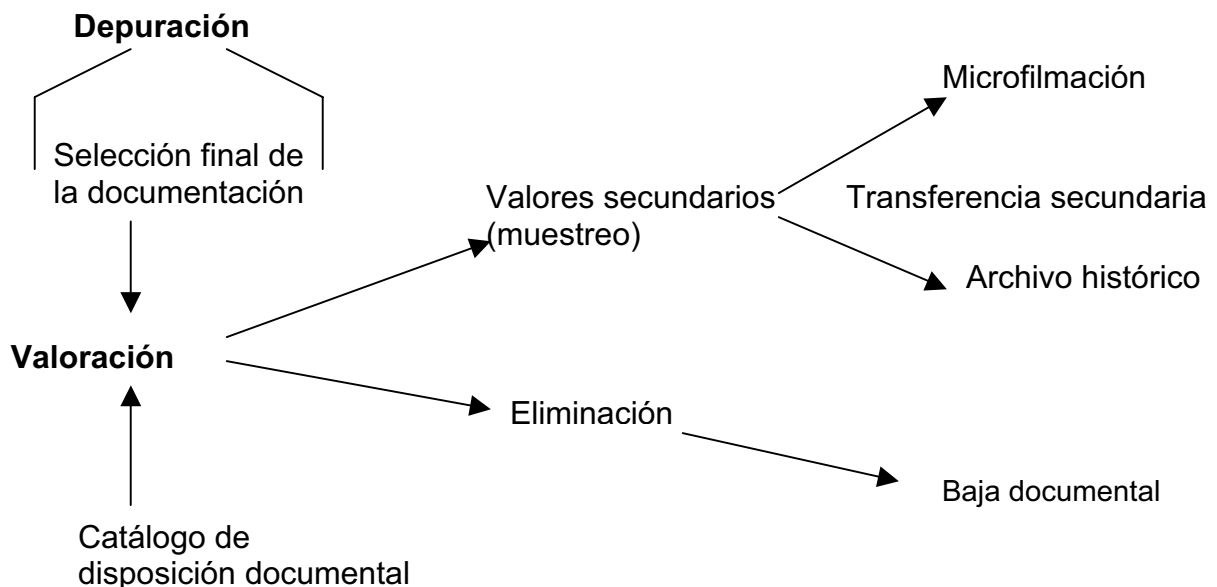 Depuración
Microfilmación
Selección final de
la documentación
Valores secundarios
(muestreo)
Transferencia secundaria
Archivo histórico
Valoración
Eliminación
Baja documental
Catálogo de
disposición documental